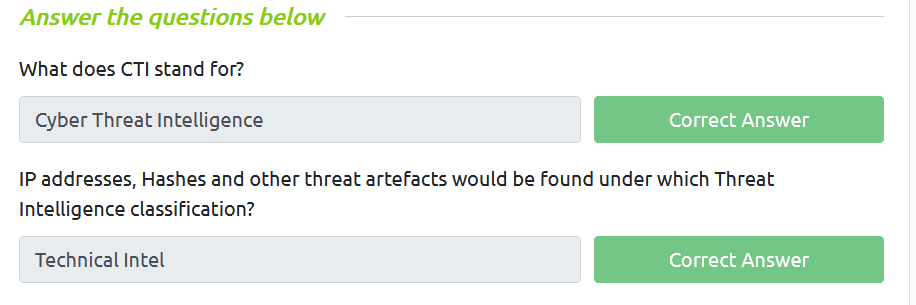 Answer the questions below
What does CTI stand for?
Cyber Threat Intelligence
Correct Answer
IP addresses, Hashes and other threat artefacts would be found under which Threat
Intelligence classification?
Technical Intel
Correct Answer